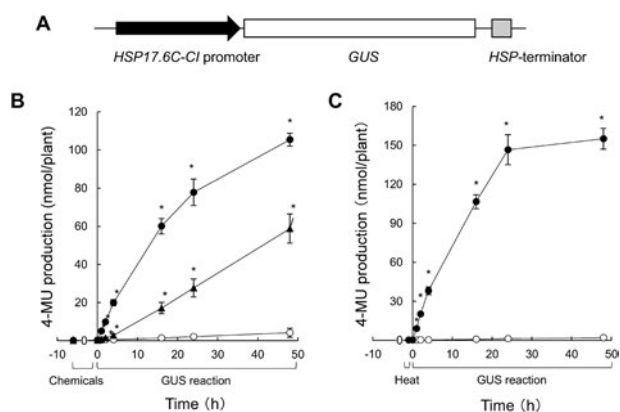 A
HSP17.6C-CI promoter
GUS
HSP-terminator
B
C
4-MU production (nmol/plant)
120
100
80
60
40
20
0
-10
0
10
20
30
40
50
Chemicals
GUS reaction
Time (h)
4-MU production (nmol/plant)
180
150
120
90
60
30
0
-10
0
10
20
30
40
50
Heat
GUS reaction
Time (h)